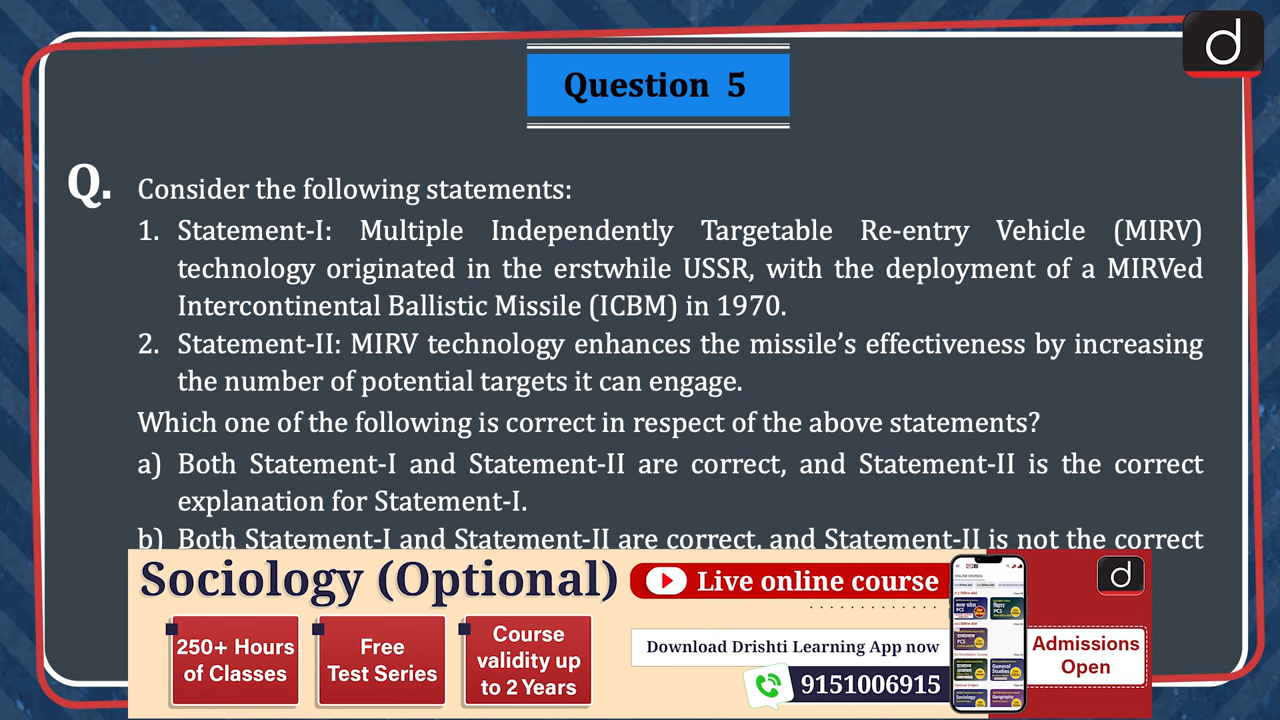 d
Question 5
Q. Consider the following statements:
1. Statement-I: Multiple Independently Targetable Re-entry Vehicle (MIRV)
technology originated in the erstwhile USSR, with the deployment of a MIRVed
Intercontinental Ballistic Missile (ICBM) in 1970.
2. Statement-II: MIRV technology enhances the missile’s effectiveness by increasing
the number of potential targets it can engage.
Which one of the following is correct in respect of the above statements?
a) Both Statement-I and Statement-II are correct, and Statement-II is the correct
explanation for Statement-I.
b) Both Statement-I and Statement-II are correct, and Statement-II is not the correct
Sociology (Optional)
Live online course
d
250+ Hours
of Classes
Free
Test Series
Course
validity up
to 2 Years
Download Drishti Learning App now
9151006915
Admissions
Open